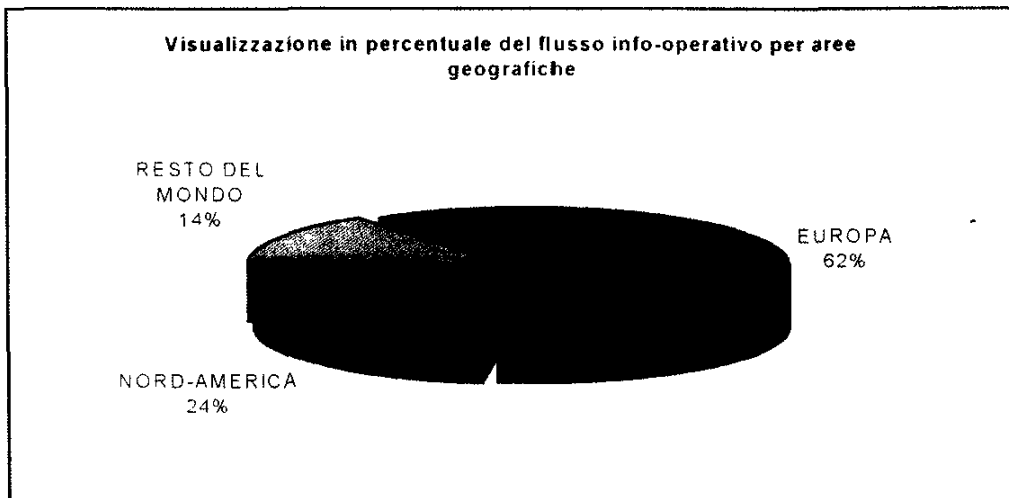 Visualizzazione in percentuale del flusso info-operativo per aree
geografiche
RESTO DEL
MONDO
14%
EUROPA
62%
NORD-AMERICA
24%